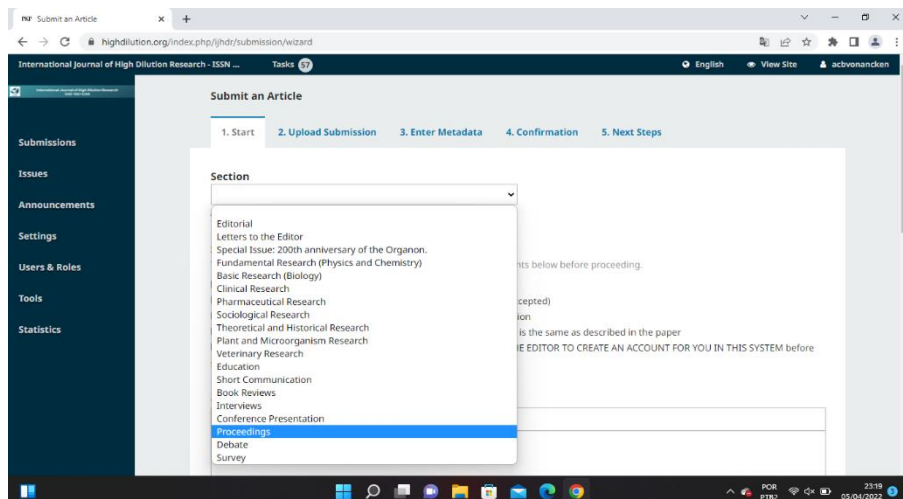 PKP Submit an Article
highdilution.org/index.php/ijhdr/submission/wizard
International Journal of High Dilution Research - ISSN ... Tasks 57 English View Site acbvonancken
Submit an Article
1. Start 2. Upload Submission 3. Enter Metadata 4. Confirmation 5. Next Steps
Submissions
Issues
Announcements
Settings
Users & Roles
Tools
Statistics
Section
Editorial
Letters to the Editor
Special Issue: 200th anniversary of the Organon.
Fundamental Research (Physics and Chemistry)
Basic Research (Biology)
Clinical Research
Pharmaceutical Research
Sociological Research
Theoretical and Historical Research
Plant and Microorganism Research
Veterinary Research
Education
Short Communication
Book Reviews
Interviews
Conference Presentation
Proceedings
Debate
Survey
nts below before proceeding.
cepted)
ion
is the same as described in the paper
IE EDITOR TO CREATE AN ACCOUNT FOR YOU IN THIS SYSTEM before
POR
PTB2
23:19
05/04/2022
3